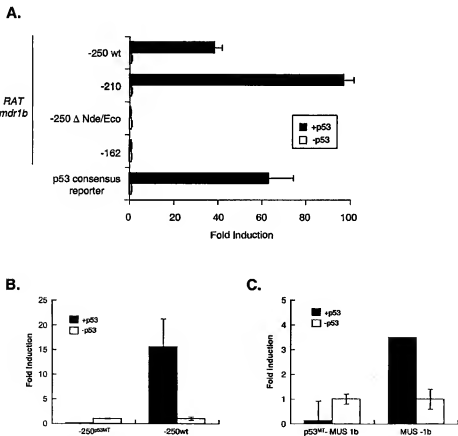 A.
-250 wt
-210
RAT
mdr1b
-250 Δ Nde/Eco
-162
p53 consensus
reporter
+p53
-p53
0 20 40 60 80 100
Fold Induction
B.
25
20
15
10
5
0
Fold Induction
+p53
-p53
-250p53MT
-250wt
C.
5
4
3
2
1
0
Fold Induction
+p53
-p53
p53MT- MUS 1b
MUS -1b